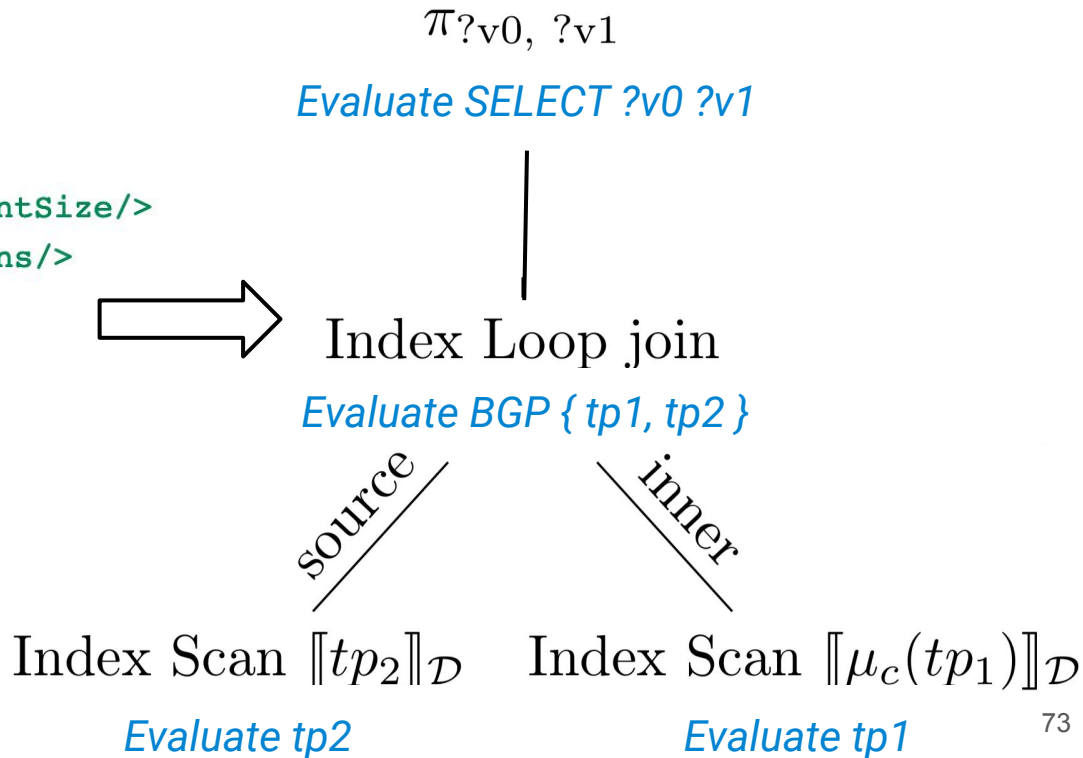 π?v0, ?v1
Evaluate SELECT ?v0 ?v1
ntSize/>
ns/>
Index Loop join
Evaluate BGP { tp1, tp2 }
source
inner
Index Scan ⟦tp₂⟧𝒟
Index Scan ⟦μc(tp₁)⟧𝒟
Evaluate tp2
Evaluate tp1
73